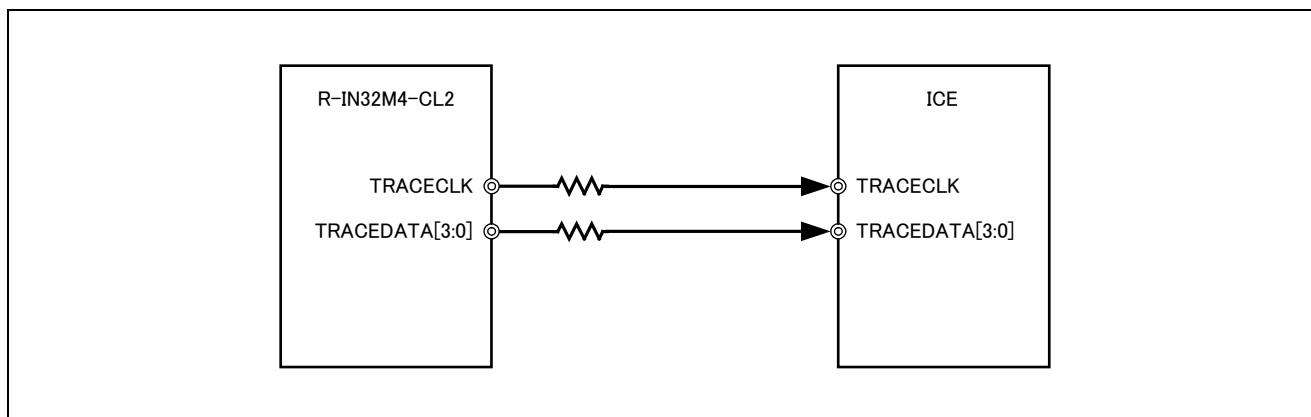 R-IN32M4-CL2
ICE
TRACECLK
TRACECLK
TRACEDATA[3:0]
TRACEDATA[3:0]